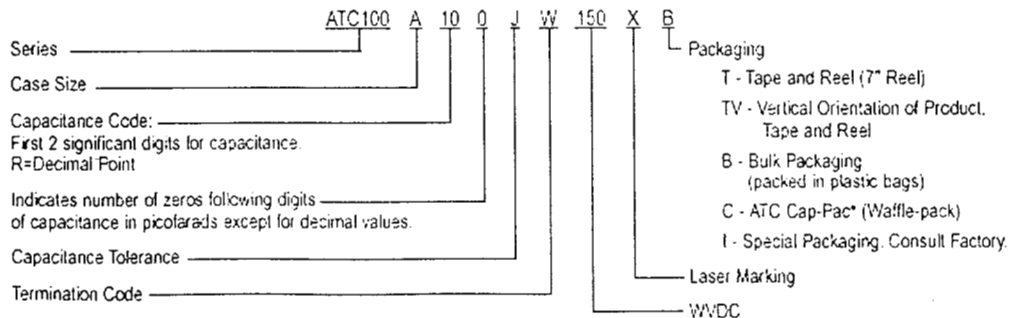 ATC100 A 10 0 J W 150 X B
Series
Case Size
Capacitance Code:
First 2 significant digits for capacitance.
R=Decimal Point
Indicates number of zeros following digits
of capacitance in picofarads except for decimal values.
Capacitance Tolerance
Termination Code
Packaging
T - Tape and Reel (7" Reel)
TV - Vertical Orientation of Product,
Tape and Reel
B - Bulk Packaging
(packed in plastic bags)
C - ATC Cap-Pac® (Waffle-pack)
I - Special Packaging. Consult Factory.
Laser Marking
WVDC